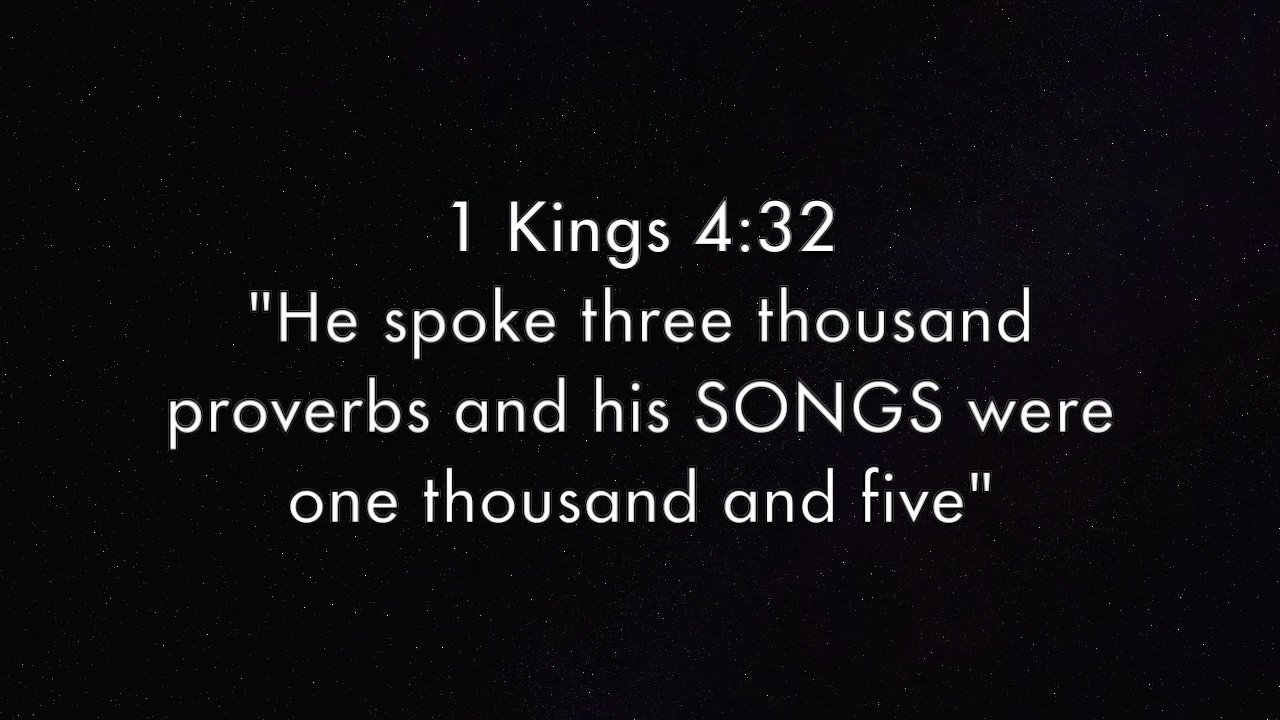 1 Kings 4:32
"He spoke three thousand
proverbs and his SONGS were
one thousand and five"